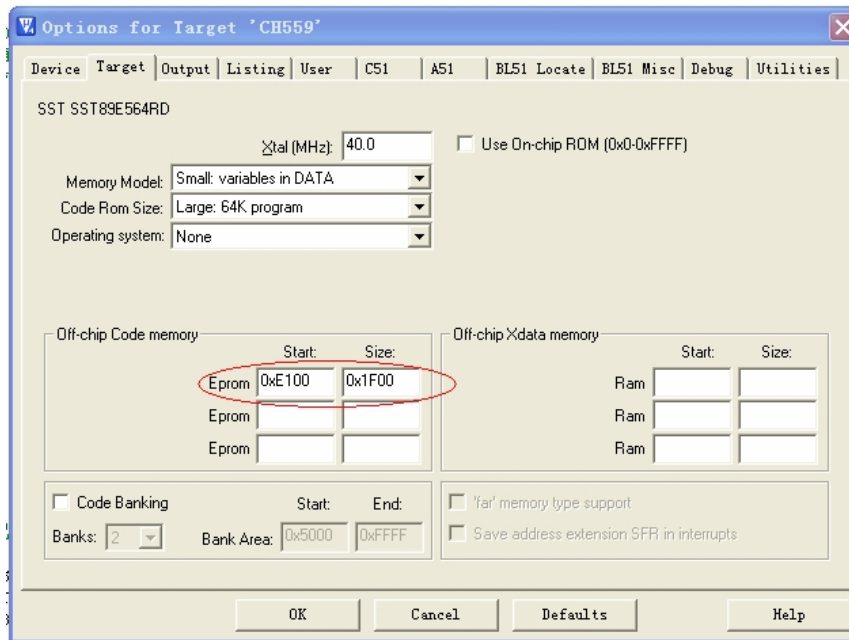 Options for Target 'CH559'
Device Target Output Listing User C51 A51 BL51 Locate BL51 Misc Debug Utilities
SST SST89E564RD
Xtal (MHz): 40.0
Use On-chip ROM (0x0-0xFFFF)
Memory Model: Small: variables in DATA
Code Rom Size: Large: 64K program
Operating system: None
Off-chip Code memory
Start: Size:
Eprom 0xE100 0x1F00
Eprom
Eprom
Off-chip Xdata memory
Start: Size:
Ram
Ram
Ram
Code Banking Start: End:
Banks: 2 Bank Area: 0x5000 0xFFFF
'far' memory type support
Save address extension SFR in interrupts
OK Cancel Defaults Help